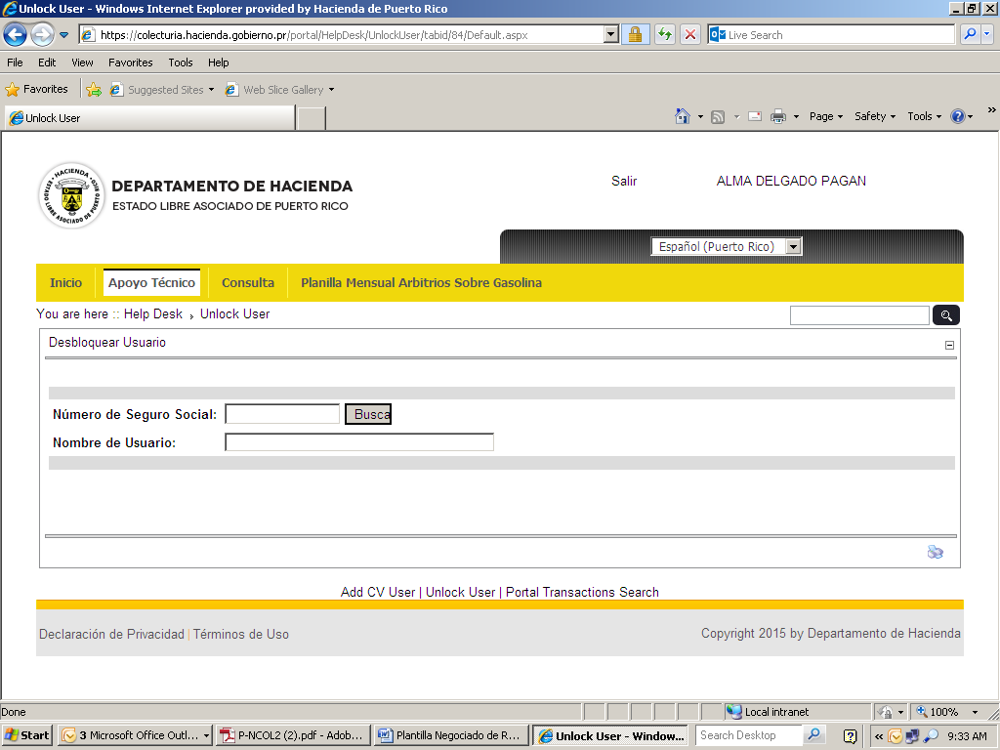 Unlock User - Windows Internet Explorer provided by Hacienda de Puerto Rico
https://colecturia.hacienda.gobierno.pr/portal/HelpDesk/UnlockUser/tabid/84/Default.aspx
Live Search
File Edit View Favorites Tools Help
Favorites Suggested Sites Web Slice Gallery
Unlock User
Page Safety Tools »
HACIENDA
ESTADO LIBRE ASOCIADO DE PUERTO RICO
DEPARTAMENTO DE HACIENDA
ESTADO LIBRE ASOCIADO DE PUERTO RICO
Salir ALMA DELGADO PAGAN
Español (Puerto Rico)
Inicio Apoyo Técnico Consulta Planilla Mensual Arbitrios Sobre Gasolina
You are here :: Help Desk › Unlock User
Desbloquear Usuario
Número de Seguro Social: Busca
Nombre de Usuario:
Add CV User | Unlock User | Portal Transactions Search
Declaración de Privacidad | Términos de Uso
Copyright 2015 by Departamento de Hacienda
Done Local intranet 100%
Start 3 Microsoft Office Outl... P-NCOL2 (2).pdf - Adob... Plantilla Negociado de R... Unlock User - Window... Search Desktop « 9:33 AM